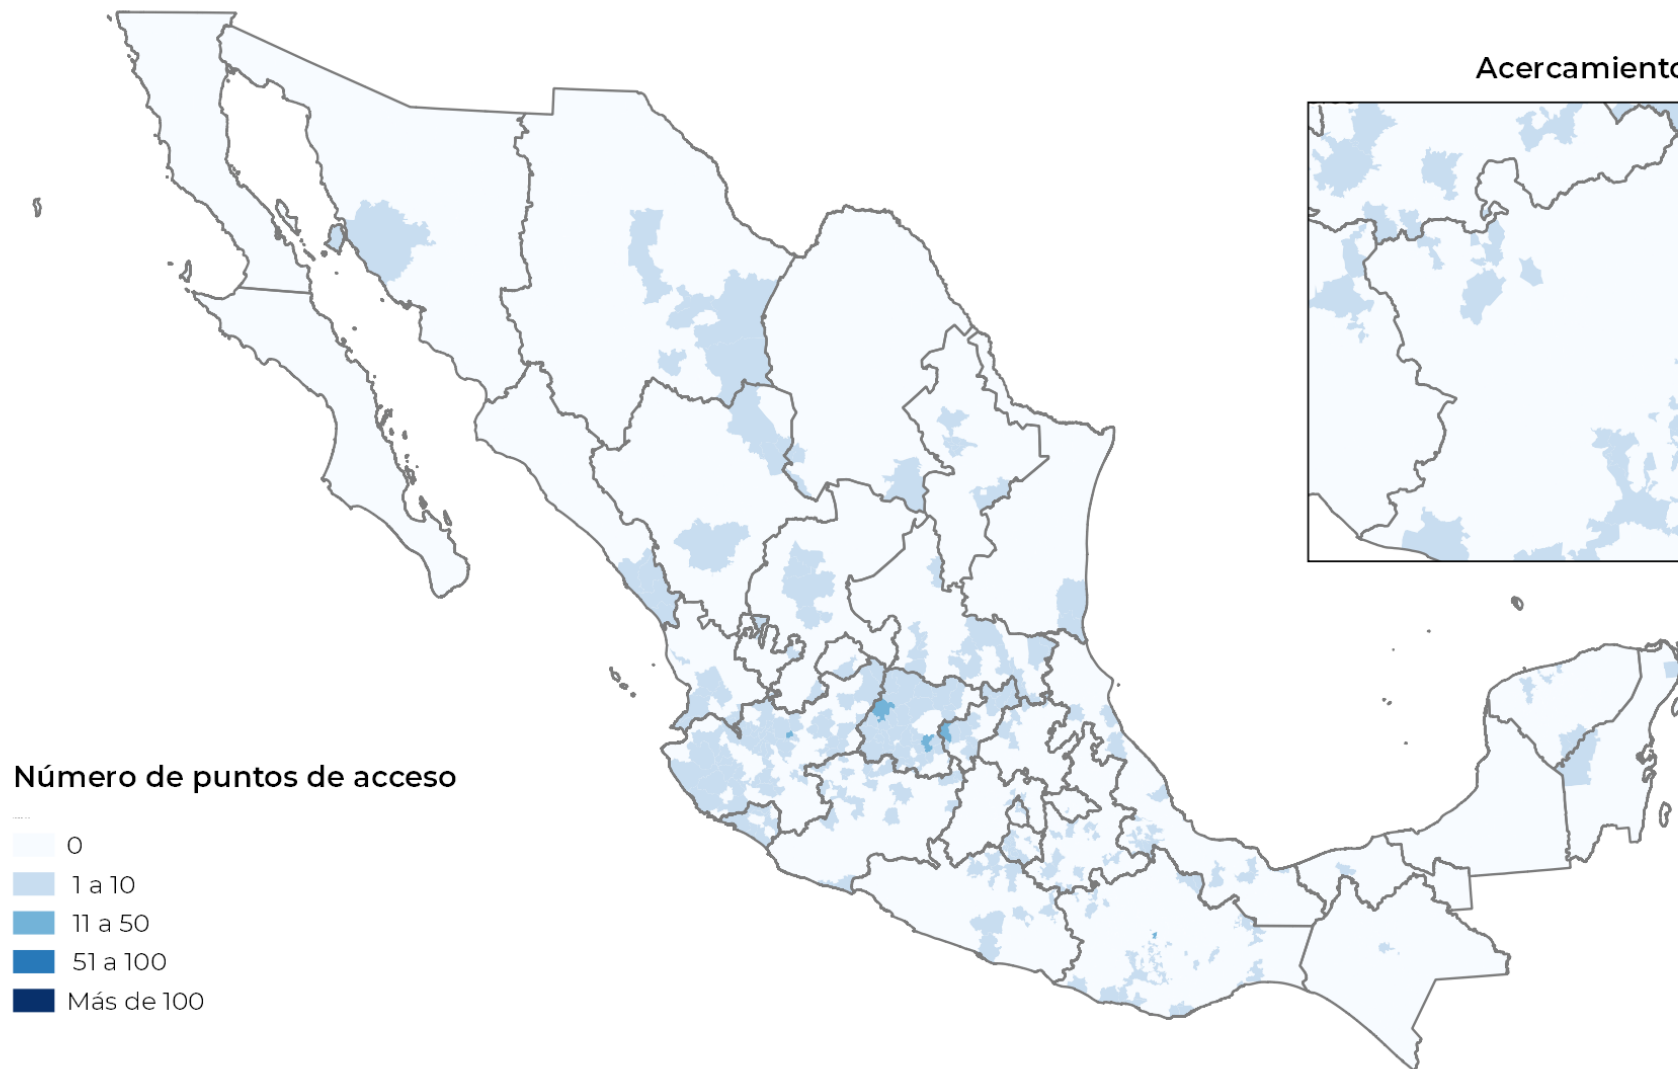 Acercamiento
Número de puntos de acceso
0
1 a 10
11 a 50
51 a 100
Más de 100